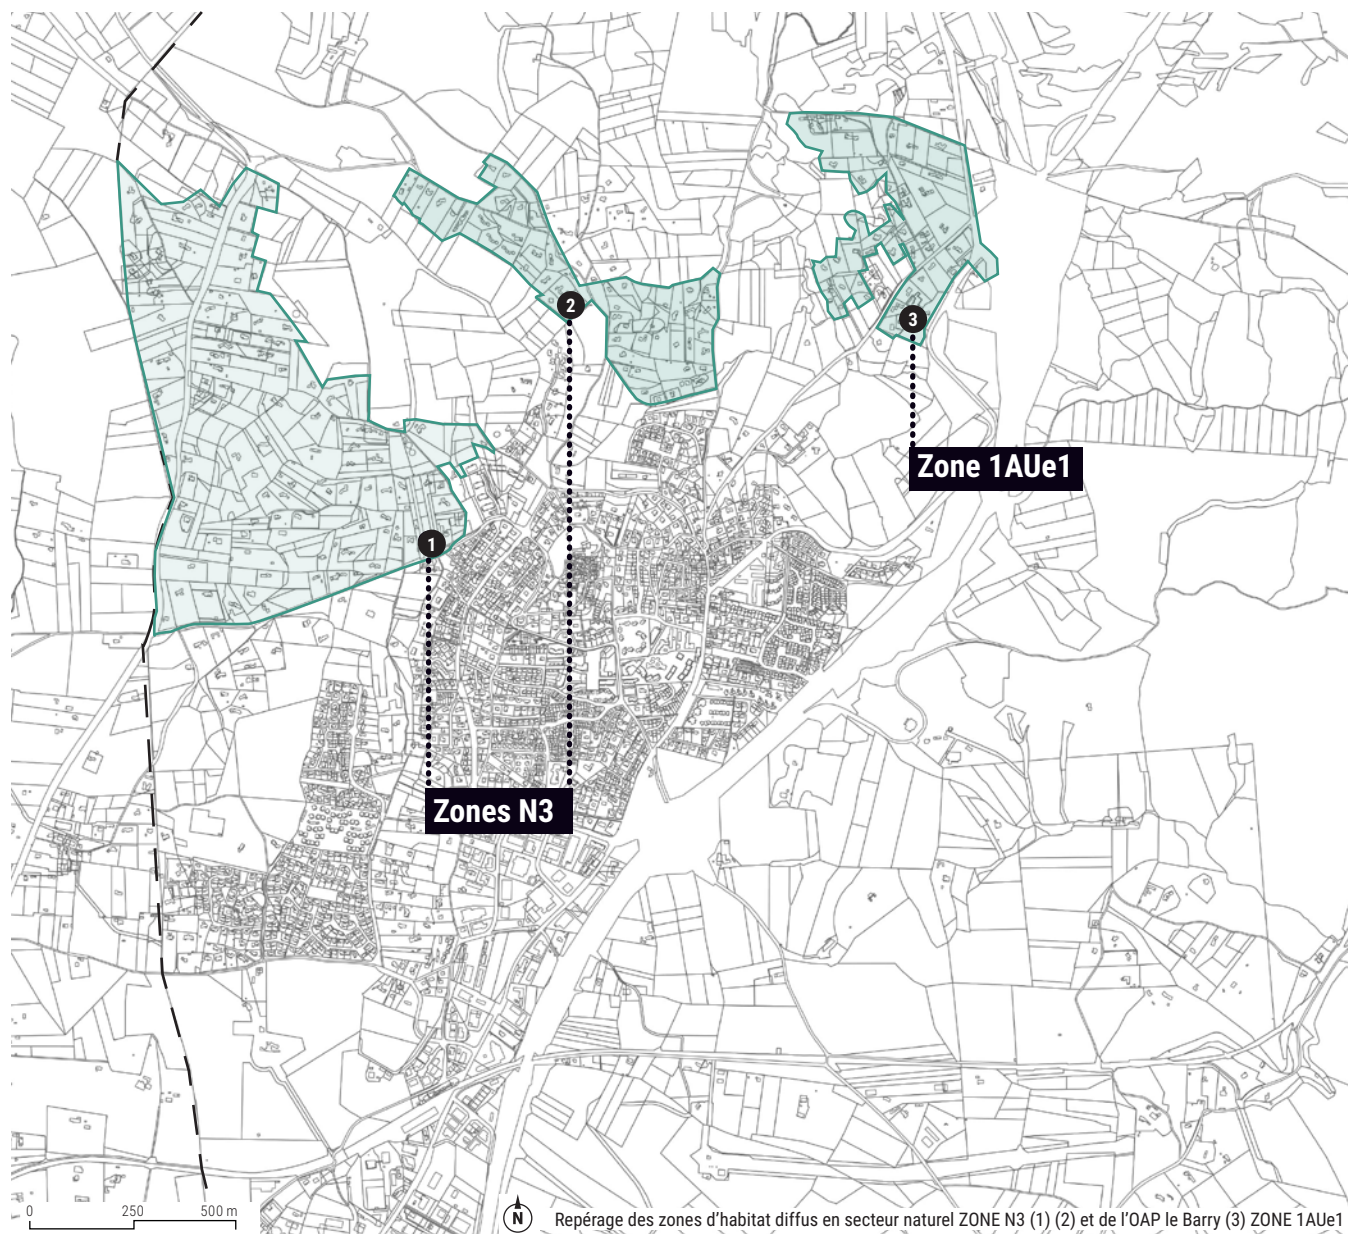 2
3
Zone 1AUe1
1
Zones N3
0 250 500 m
N
Repérage des zones d'habitat diffus en secteur naturel ZONE N3 (1) (2) et de l'OAP le Barry (3) ZONE 1AUe1